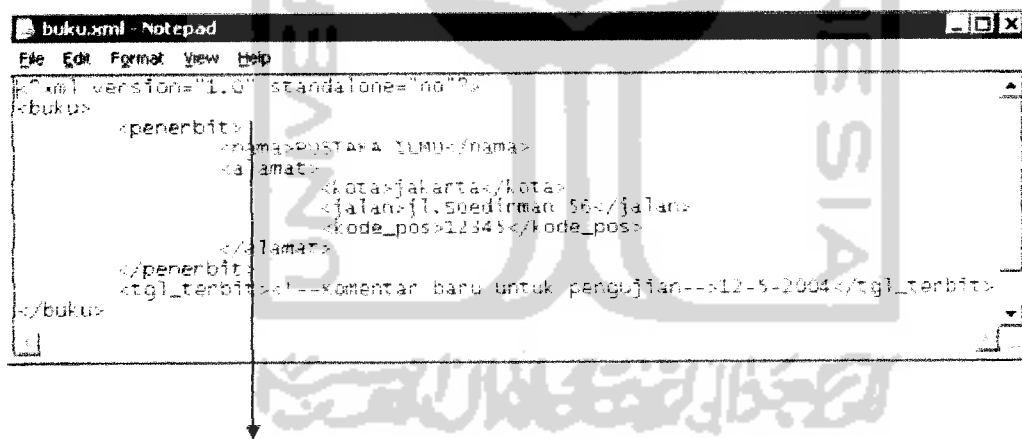 buku.xml - Notepad
File Edit Format View Help
<?xml version="1.0" standalone="no"?>
<buku>
<penerbit>
<nama>PUSTAKA ILMU</nama>
<alamat>
<kota>jakarta</kota>
<jalan>jl.Soedirman 56</jalan>
<kode_pos>12345</kode_pos>
</alamat>
</penerbit>
<tgl_terbit><!--Komentar baru untuk pengujian-->12-5-2004</tgl_terbit>
</buku>